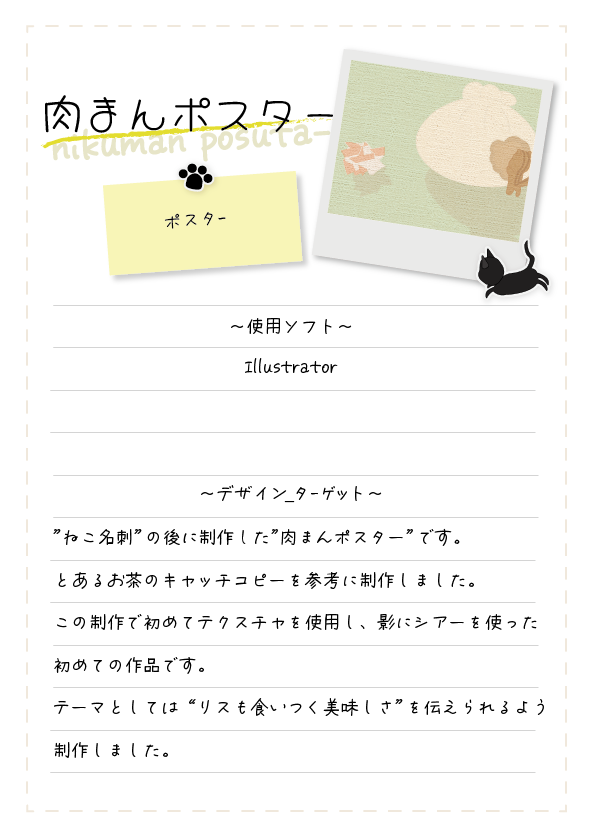 肉まんポスター
nikuman posuta-
ポスター
～使用ソフト～
Illustrator
～デザイン_ターゲット～
”ねこ名刺”の後に制作した”肉まんポスター”です。
とあるお茶のキャッチコピーを参考に制作しました。
この制作で初めてテクスチャを使用し、影にシアーを使った
初めての作品です。
テーマとしては“リスも食いつく美味しさ”を伝えられるよう
制作しました。